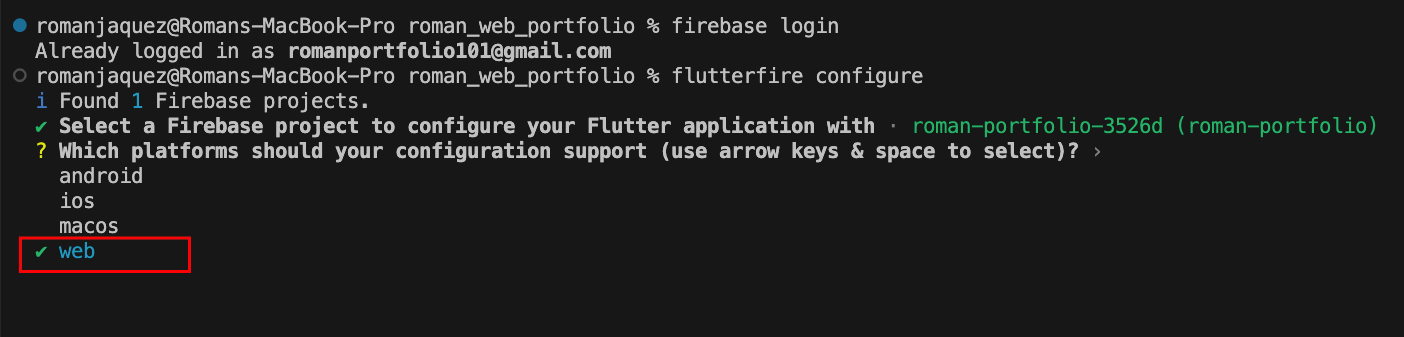 romanjaquez@Romans-MacBook-Pro roman_web_portfolio % firebase login
Already logged in as romanportfolio101@gmail.com
romanjaquez@Romans-MacBook-Pro roman_web_portfolio % flutterfire configure
i Found 1 Firebase projects.
✔ Select a Firebase project to configure your Flutter application with · roman-portfolio-3526d (roman-portfolio)
? Which platforms should your configuration support (use arrow keys & space to select)? ›
android
ios
macos
✔ web